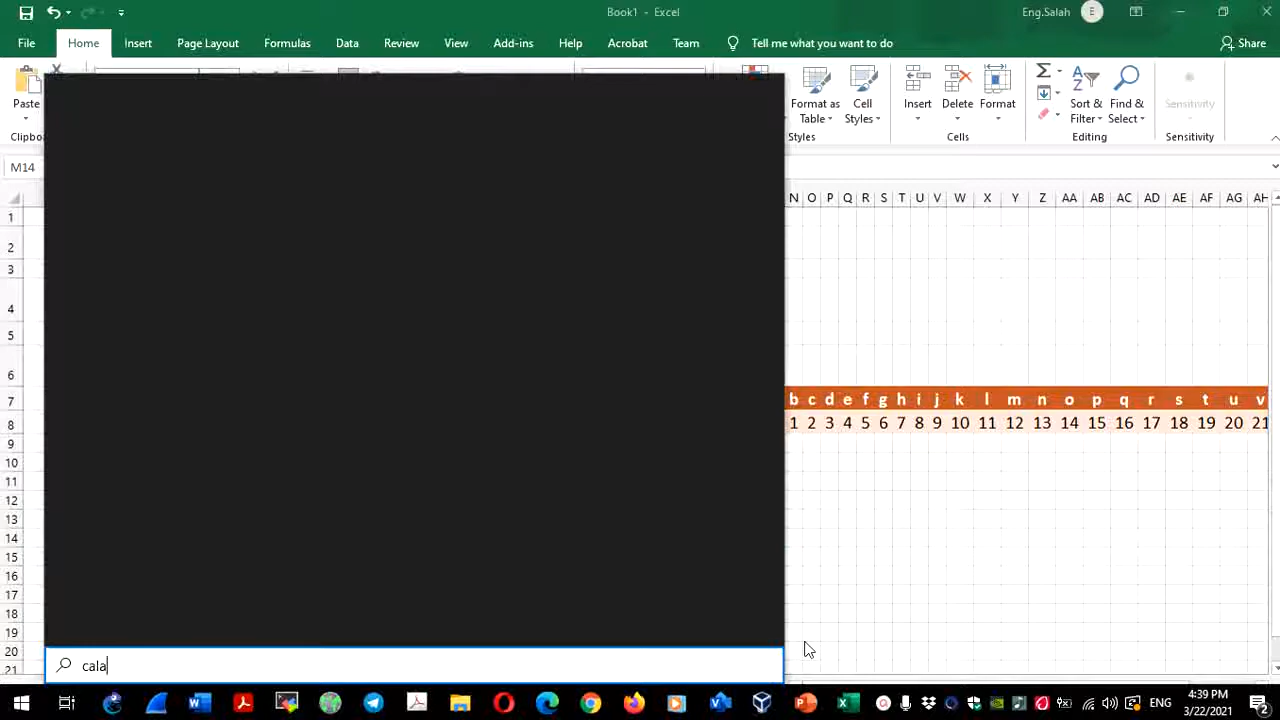 Book1 - Excel
Eng.Salah E
File Home Insert Page Layout Formulas Data Review View Add-ins Help Acrobat Team Tell me what you want to do Share
Paste
Format as Table
Cell Styles
Insert
Delete
Format
Sort & Filter
Find & Select
Sensitivity
Styles Cells Editing Sensitivity
M14
N O P Q R S T U V W X Y Z AA AB AC AD AE AF AG AH
1
2
3
4
5
6
7 b c d e f g h i j k l m n o p q r s t u v
8 1 2 3 4 5 6 7 8 9 10 11 12 13 14 15 16 17 18 19 20 21
9
10
11
12
13
14
15
16
17
18
19
20
21
cala
ENG
4:39 PM
3/22/2021
2